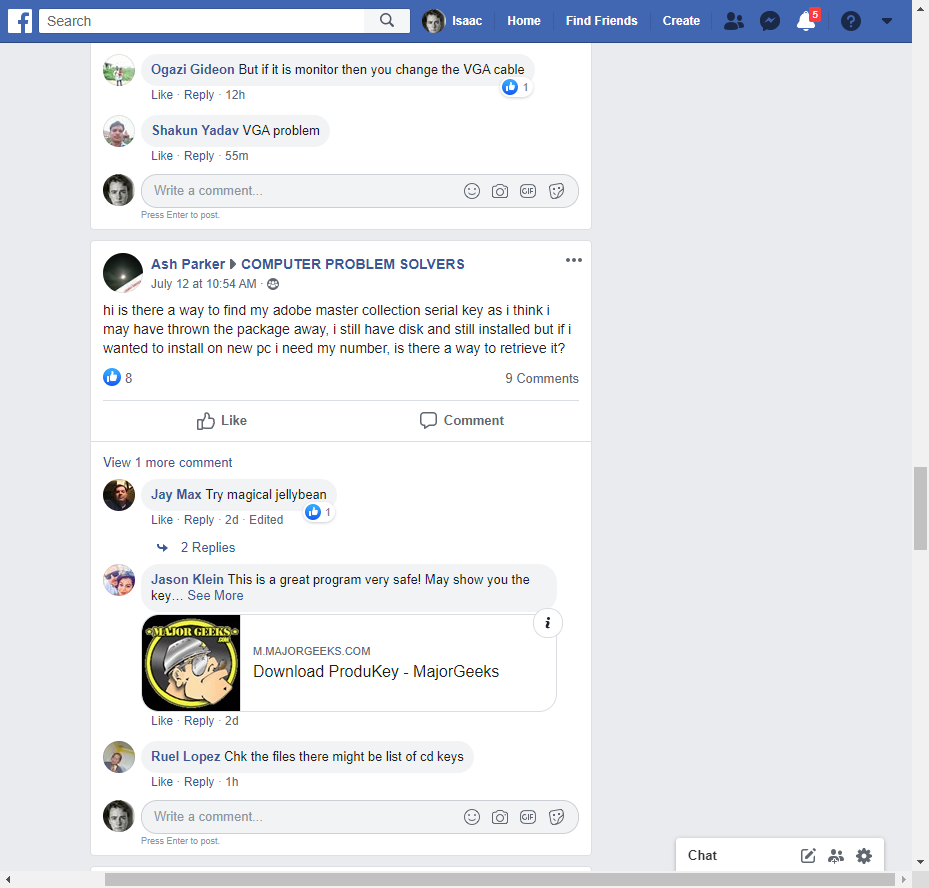 f Search Isaac Home Find Friends Create 5 ?
Ogazi Gideon But if it is monitor then you change the VGA cable
1
Like · Reply · 12h
Shakun Yadav VGA problem
Like · Reply · 55m
Write a comment... GIF
Press Enter to post.
Ash Parker COMPUTER PROBLEM SOLVERS
July 12 at 10:54 AM ·
hi is there a way to find my adobe master collection serial key as i think i
may have thrown the package away, i still have disk and still installed but if i
wanted to install on new pc i need my number, is there a way to retrieve it?
8 9 Comments
Like Comment
View 1 more comment
Jay Max Try magical jellybean
1
Like · Reply · 2d · Edited
2 Replies
Jason Klein This is a great program very safe! May show you the
key… See More
i
MAJOR GEEKS
.COM
M.MAJORGEEKS.COM
Download ProduKey - MajorGeeks
Like · Reply · 2d
Ruel Lopez Chk the files there might be list of cd keys
Like · Reply · 1h
Write a comment... GIF
Press Enter to post.
Chat